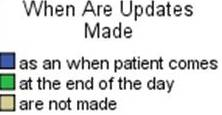 When Are Updates
Made
as an when patient comes
at the end of the day
are not made